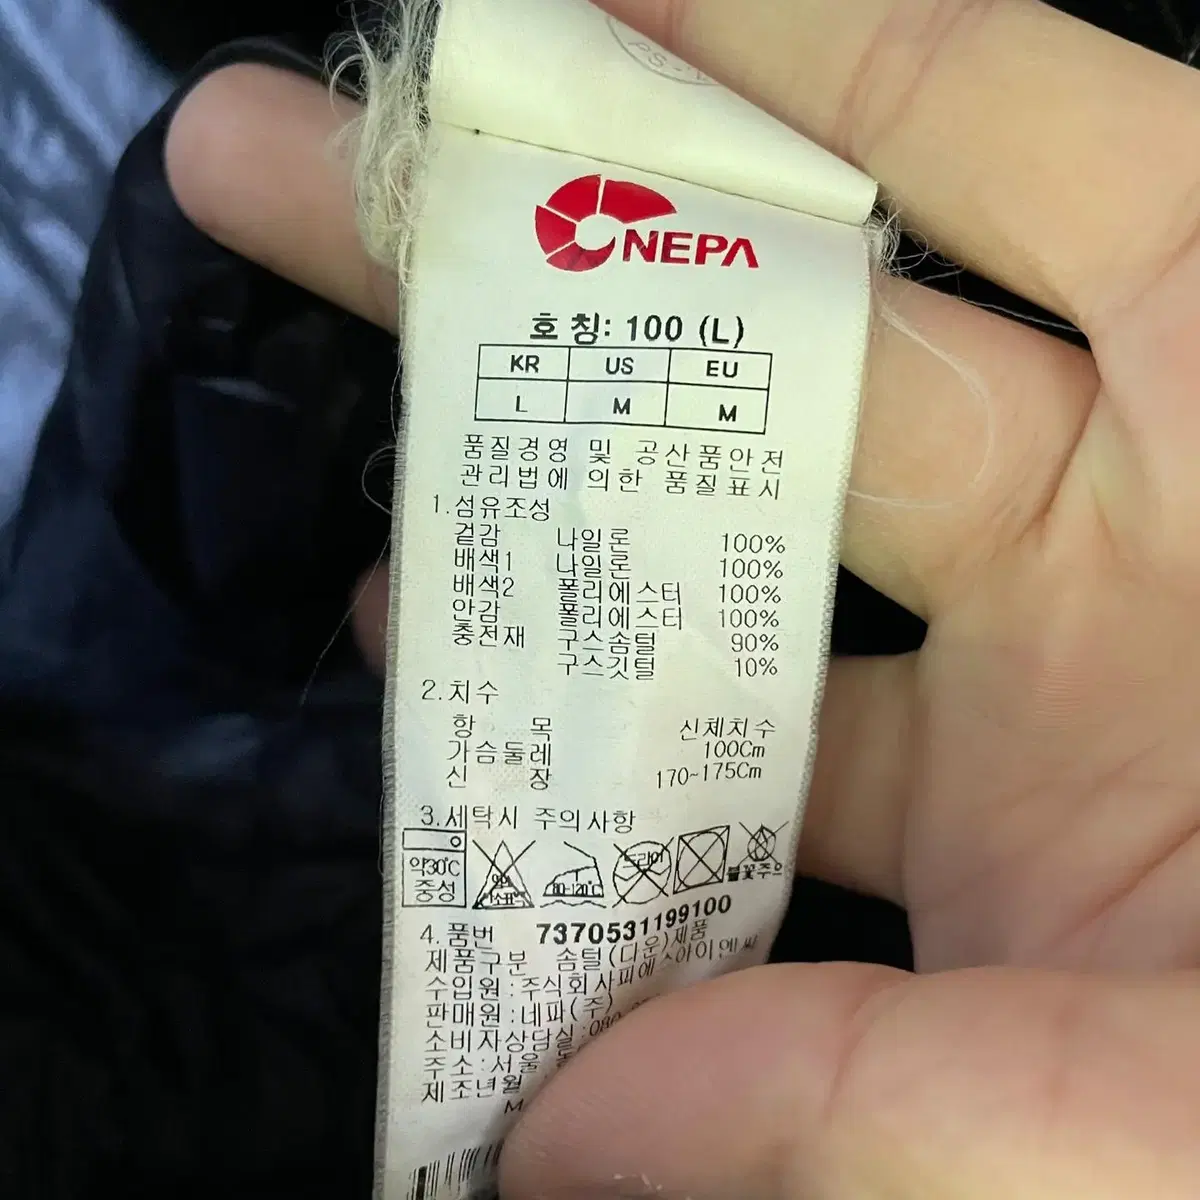 PS-
NEPA
호 칭: 100 (L)
KR US EU
L M M
품질경영 및 공산품안전
관리법에 의한 품질표시
1.섬유조성
겉감 나일론 100%
배색1 나일론 100%
배색2 폴리에스터 100%
안감 폴리에스터 100%
충전재 구스솜털 90%
구스깃털 10%
2.치수
항 목 신체치수
가슴둘레 100Cm
신 장 170~175Cm
3.세탁시 주의사항
약30℃ 중성
80~120℃
드라이
불꽃주의
4.품번 7370531199100
제품구분 솜털(다운)제품
수입원:주식회사피에스아이엔씨
판매원:네파(주)
소비자상담실:080
주소:서울
제조년월
M